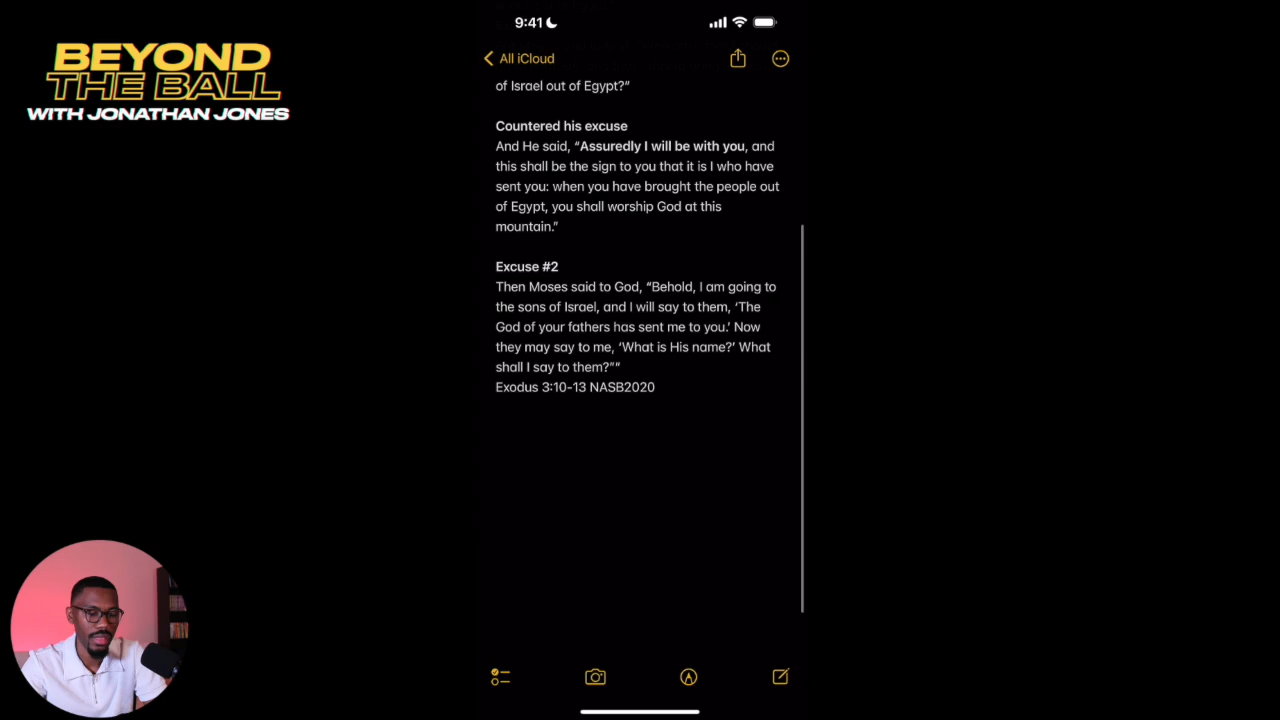 BEYOND
THE BALL
WITH JONATHAN JONES
9:41
All iCloud
of Israel out of Egypt?”
Countered his excuse
And He said, “Assuredly I will be with you, and
this shall be the sign to you that it is I who have
sent you: when you have brought the people out
of Egypt, you shall worship God at this
mountain.”
Excuse #2
Then Moses said to God, “Behold, I am going to
the sons of Israel, and I will say to them, ‘The
God of your fathers has sent me to you.’ Now
they may say to me, ‘What is His name?’ What
shall I say to them?”“
Exodus 3:10-13 NASB2020